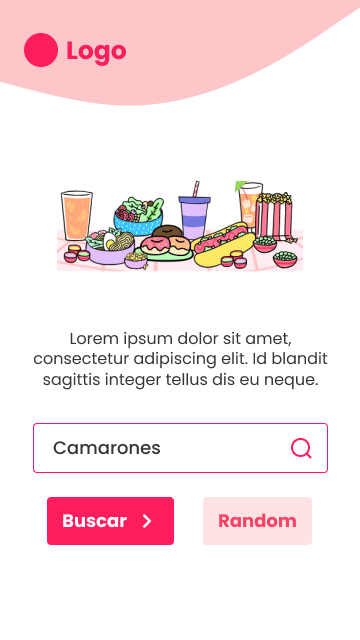 Logo
Lorem ipsum dolor sit amet,
consectetur adipiscing elit. Id blandit
sagittis integer tellus dis eu neque.
Camarones
Buscar
Random